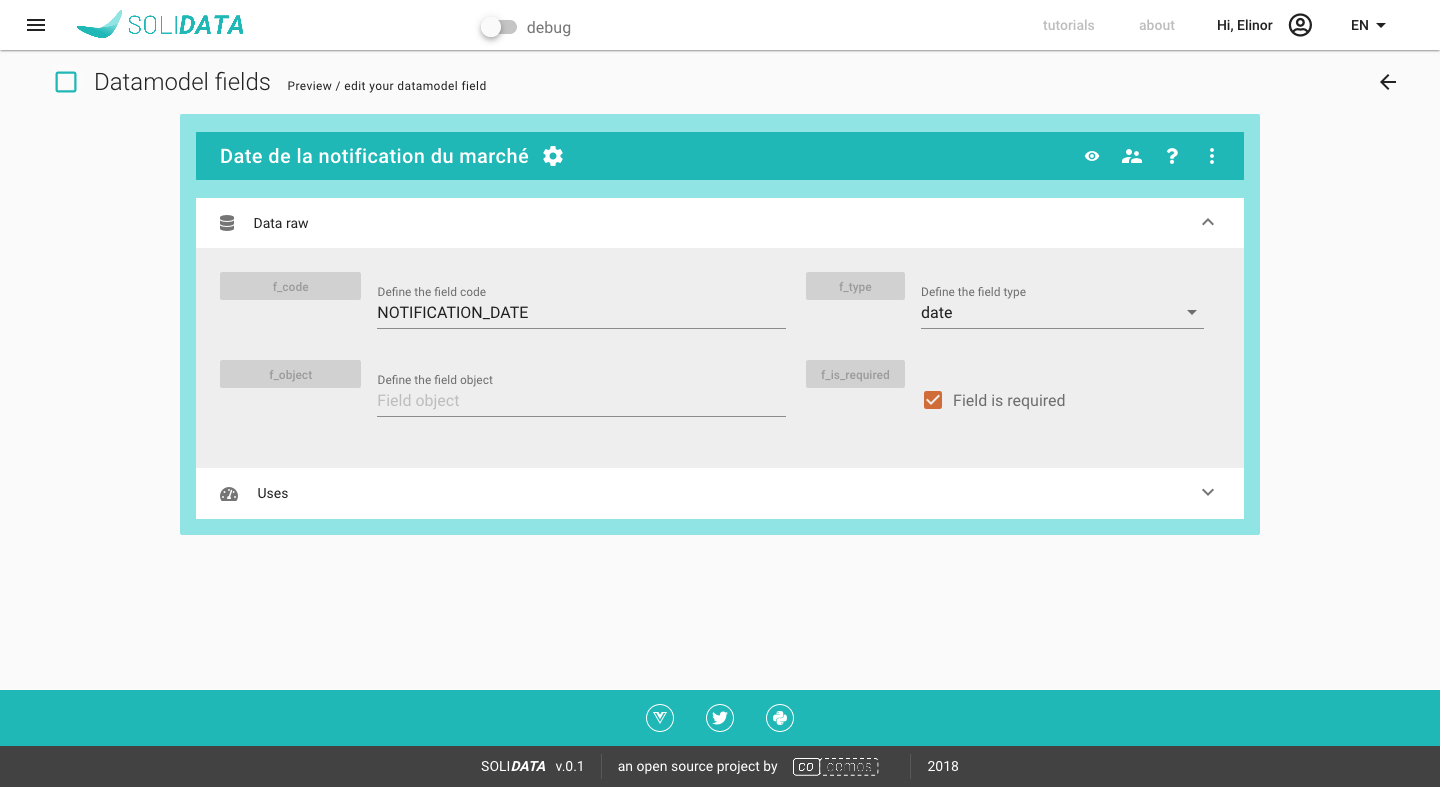 SOLIDATA
debug
tutorials
about
Hi, Elinor
EN
Datamodel fields
Preview / edit your datamodel field
Date de la notification du marché
?
Data raw
f_code
Define the field code
NOTIFICATION_DATE
f_type
Define the field type
date
f_object
Define the field object
Field object
f_is_required
Field is required
Uses
SOLIDATA v.0.1
an open source project by
co demos
2018